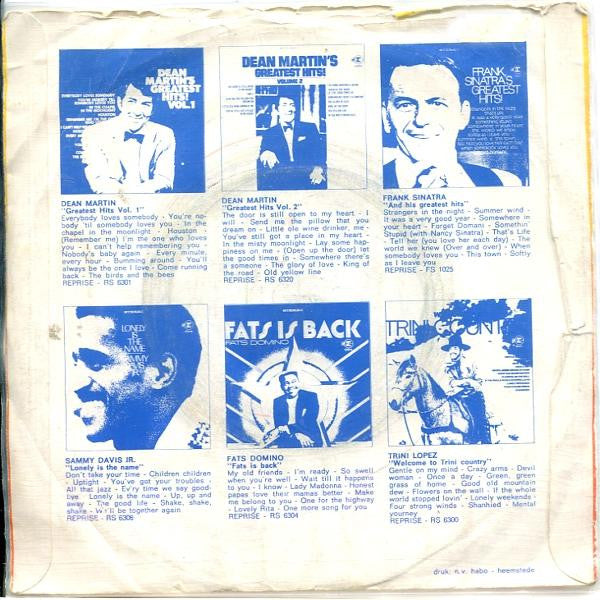 DEAN MARTIN'S GREATEST HITS! VOL. 1
DEAN MARTIN'S
GREATEST HITS!
VOLUME 2
FRANK
SINATRA'S
GREATEST
HITS!
DEAN MARTIN
"Greatest Hits Vol. 1"
Everybody loves somebody - You're no-
body 'til somebody loves you - In the
chapel in the moonlight - Houston -
(Remember me) I'm the one who loves
you - I can't help remembering you -
Nobody's baby again - Every minute,
every hour - Bumming around - You'll
always be the one I love - Come running
back - The birds and the bees
REPRISE - RS 6301
DEAN MARTIN
"Greatest Hits Vol. 2"
The door is still open to my heart - I
will - Send me the pillow that you
dream on - Little ole wine drinker, me -
You've still got a place in my heart -
In the misty moonlight - Lay some hap-
piness on me - (Open up the door) let
the good times in - Somewhere there's
a someone - The glory of love - King of
the road - Old yellow line
REPRISE - RS 6320
FRANK SINATRA
"And his greatest hits"
Strangers in the night - Summer wind -
It was a very good year - Somewhere in
your heart - Forget Domani - Somethin'
Stupid (with Nancy Sinatra) - That's Life
- Tell her (you love her each day) - The
world we knew (Over and over) - When
somebody loves you - This town - Softly
as I leave you
REPRISE - FS 1025
LONELY
IS THE
NAME
SAMMY
DAVIS
FATS IS BACK
FATS DOMINO
TRINI COUNTRY
SAMMY DAVIS JR.
"Lonely is the name"
Don't take your time - Children children
- Uptight - You've got your troubles -
All that jazz - Ev'ry time we say good-
bye - Lonely is the name - Up, up and
away - The good life - Shake, shake,
shake - We'll be together again
REPRISE - RS 6308
FATS DOMINO
"Fats is back"
My old friends - I'm ready - So swell
when you're well - Wait till it happens
to you - I know - Lady Madonna - Honest
papas love their mamas better - Make
me belong to you - One for the highway
- Lovely Rita - One more song for you
REPRISE - RS 6304
TRINI LOPEZ
"Welcome to Trini country"
Gentle on my mind - Crazy arms - Devil
woman - Once a day - Green, green
grass of home - Good old mountain
dew - Flowers on the wall - If the whole
world stopped lovin' - Lonely weekends -
Four strong winds - Shanhied - Mental
yourney
REPRISE - RS 6300
druk: n.v. habo - heemstede